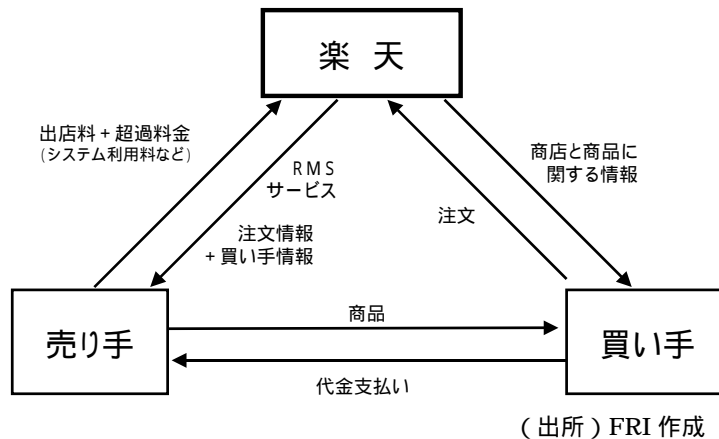 楽 天
出店料 + 超過料金
(システム利用料など)
RMS
サービス
注文情報
+ 買い手情報
注文
商店と商品に
関する情報
売り手
商品
買い手
代金支払い
( 出所 ) FRI 作成